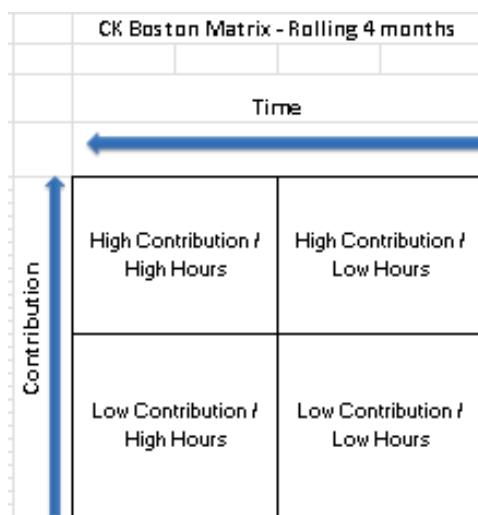 CK Boston Matrix - Rolling 4 months
Time
High Contribution /
High Hours
High Contribution /
Low Hours
Contribution
Low Contribution /
High Hours
Low Contribution /
Low Hours